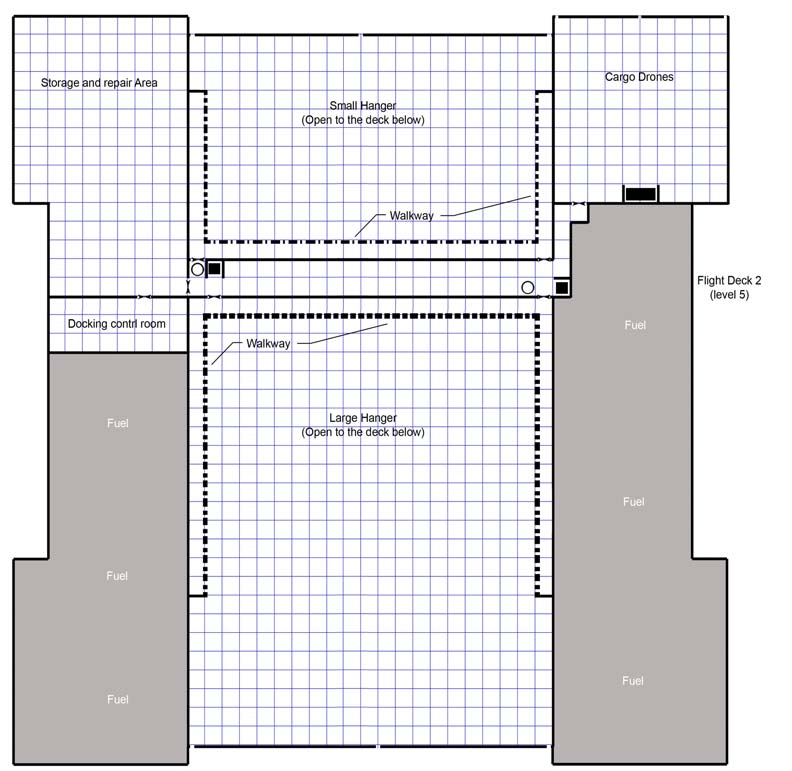 Storage and repair Area
Small Hanger
(Open to the deck below)
Cargo Drones
Walkway
Flight Deck 2
(level 5)
Docking contrl room
Fuel
Walkway
Large Hanger
(Open to the deck below)
Fuel
Fuel
Fuel
Fuel
Fuel